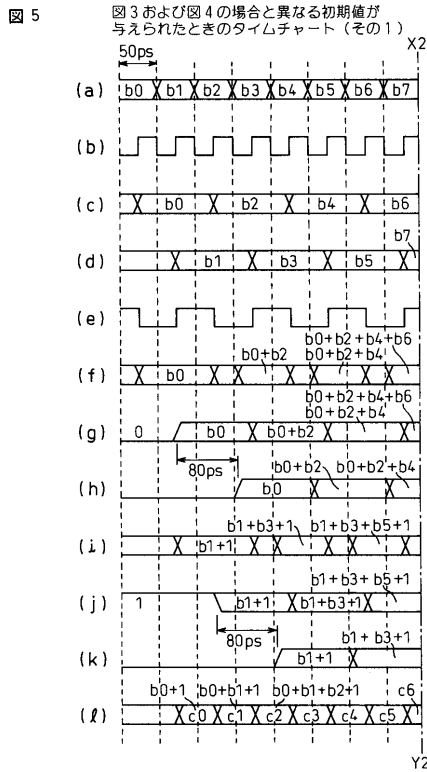 図5
図3および図4の場合と異なる初期値が
与えられたときのタイムチャート(その1)
X2
50ps
(a) b0 b1 b2 b3 b4 b5 b6 b7
(b)
(c) b0 b2 b4 b6
b7
(d) b1 b3 b5
(e)
b0+b2+b4+b6
b0+b2 b0+b2+b4
(f) b0
b0+b2+b4+b6
b0+b2+b4
(g) 0 b0 b0+b2
80ps
b0+b2 b0+b2+b4
(h) b0
b1+b3+1 b1+b3+b5+1
(i) b1+1
b1+b3+b5+1
(j) 1 b1+1 b1+b3+1
80ps
b1+b3+1
(k) b1+1
b0+1 b0+b1+1 b0+b1+b2+1 c6
(ℓ) c0 c1 c2 c3 c4 c5
Y2